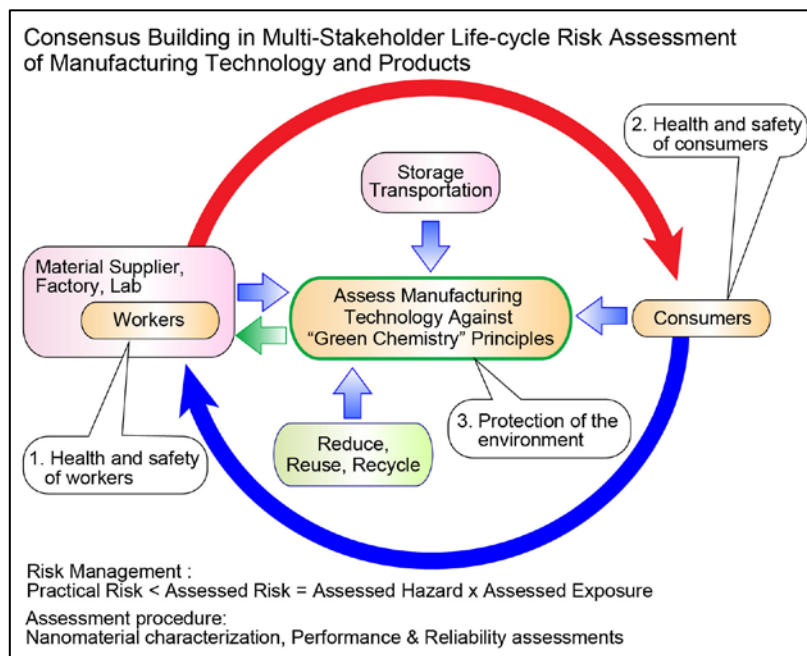 Consensus Building in Multi-Stakeholder Life-cycle Risk Assessment
of Manufacturing Technology and Products
2. Health and safety
of consumers
Storage
Transportation
Material Supplier,
Factory, Lab
Workers
Assess Manufacturing
Technology Against
“Green Chemistry” Principles
Consumers
1. Health and safety
of workers
Reduce,
Reuse, Recycle
3. Protection of the
environment
Risk Management :
Practical Risk < Assessed Risk = Assessed Hazard x Assessed Exposure
Assessment procedure:
Nanomaterial characterization, Performance & Reliability assessments